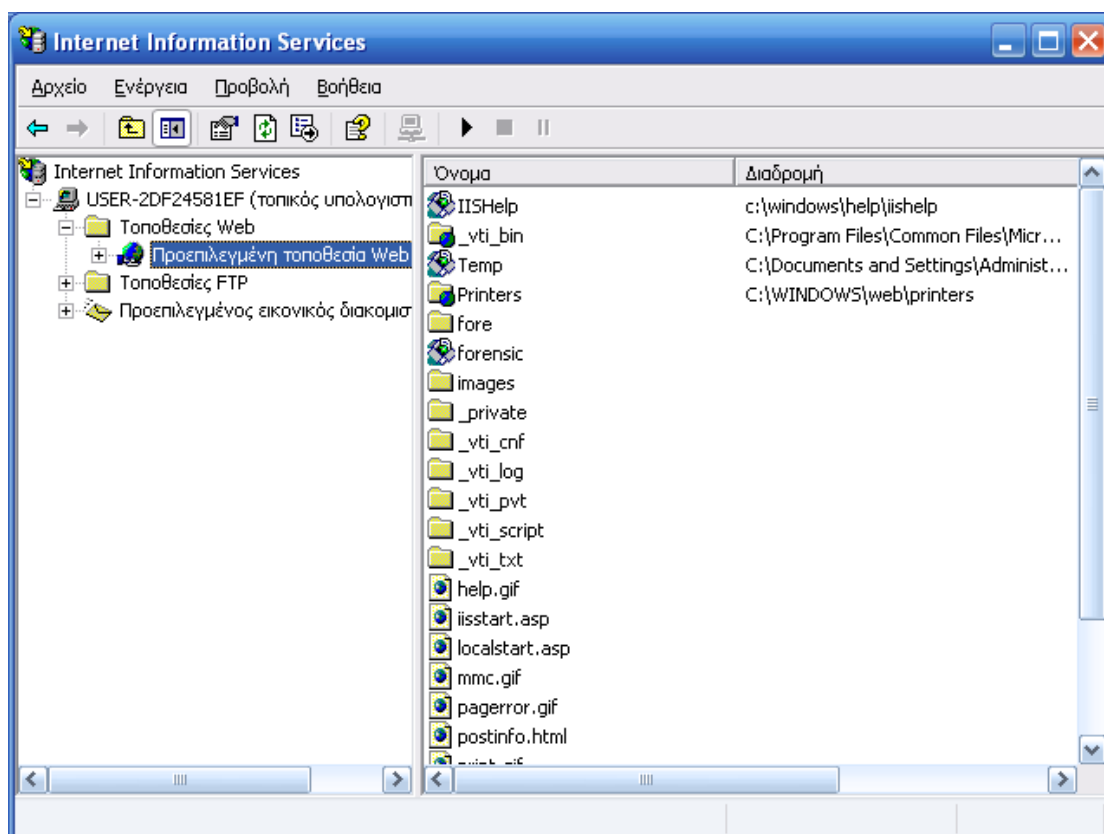 Internet Information Services
Αρχείο Ενέργεια Προβολή Βοήθεια
Internet Information Services
USER-2DF24581EF (τοπικός υπολογιστ
Τοποθεσίες Web
Προεπιλεγμένη τοποθεσία Web
Τοποθεσίες FTP
Προεπιλεγμένος εικονικός διακομισ
Όνομα Διαδρομή
IISHelp c:\windows\help\iishelp
_vti_bin C:\Program Files\Common Files\Micr...
Temp C:\Documents and Settings\Administ...
Printers C:\WINDOWS\web\printers
fore
forensic
images
_private
_vti_cnf
_vti_log
_vti_pvt
_vti_script
_vti_txt
help.gif
iisstart.asp
localstart.asp
mmc.gif
pagerror.gif
postinfo.html
print.gif